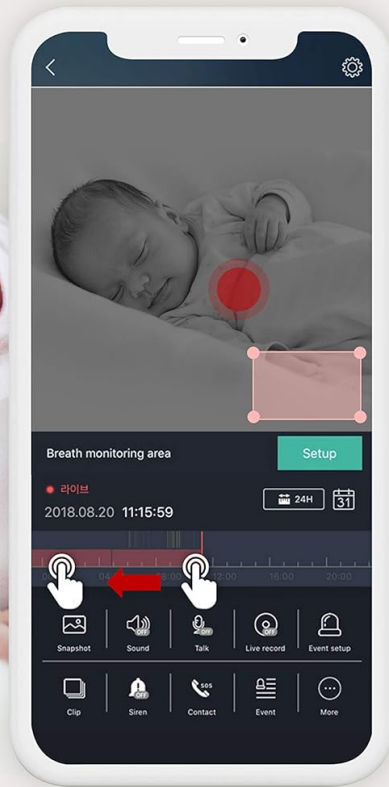 Breath monitoring area
Setup
라이브
24H
31
2018.08.20 11:15:59
04
8:00
12:00
16:00
20:00
Snapshot
OFF
Sound
OFF
Talk
OFF
Live record
Event setup
Clip
OFF
Siren
SOS
Contact
Event
More